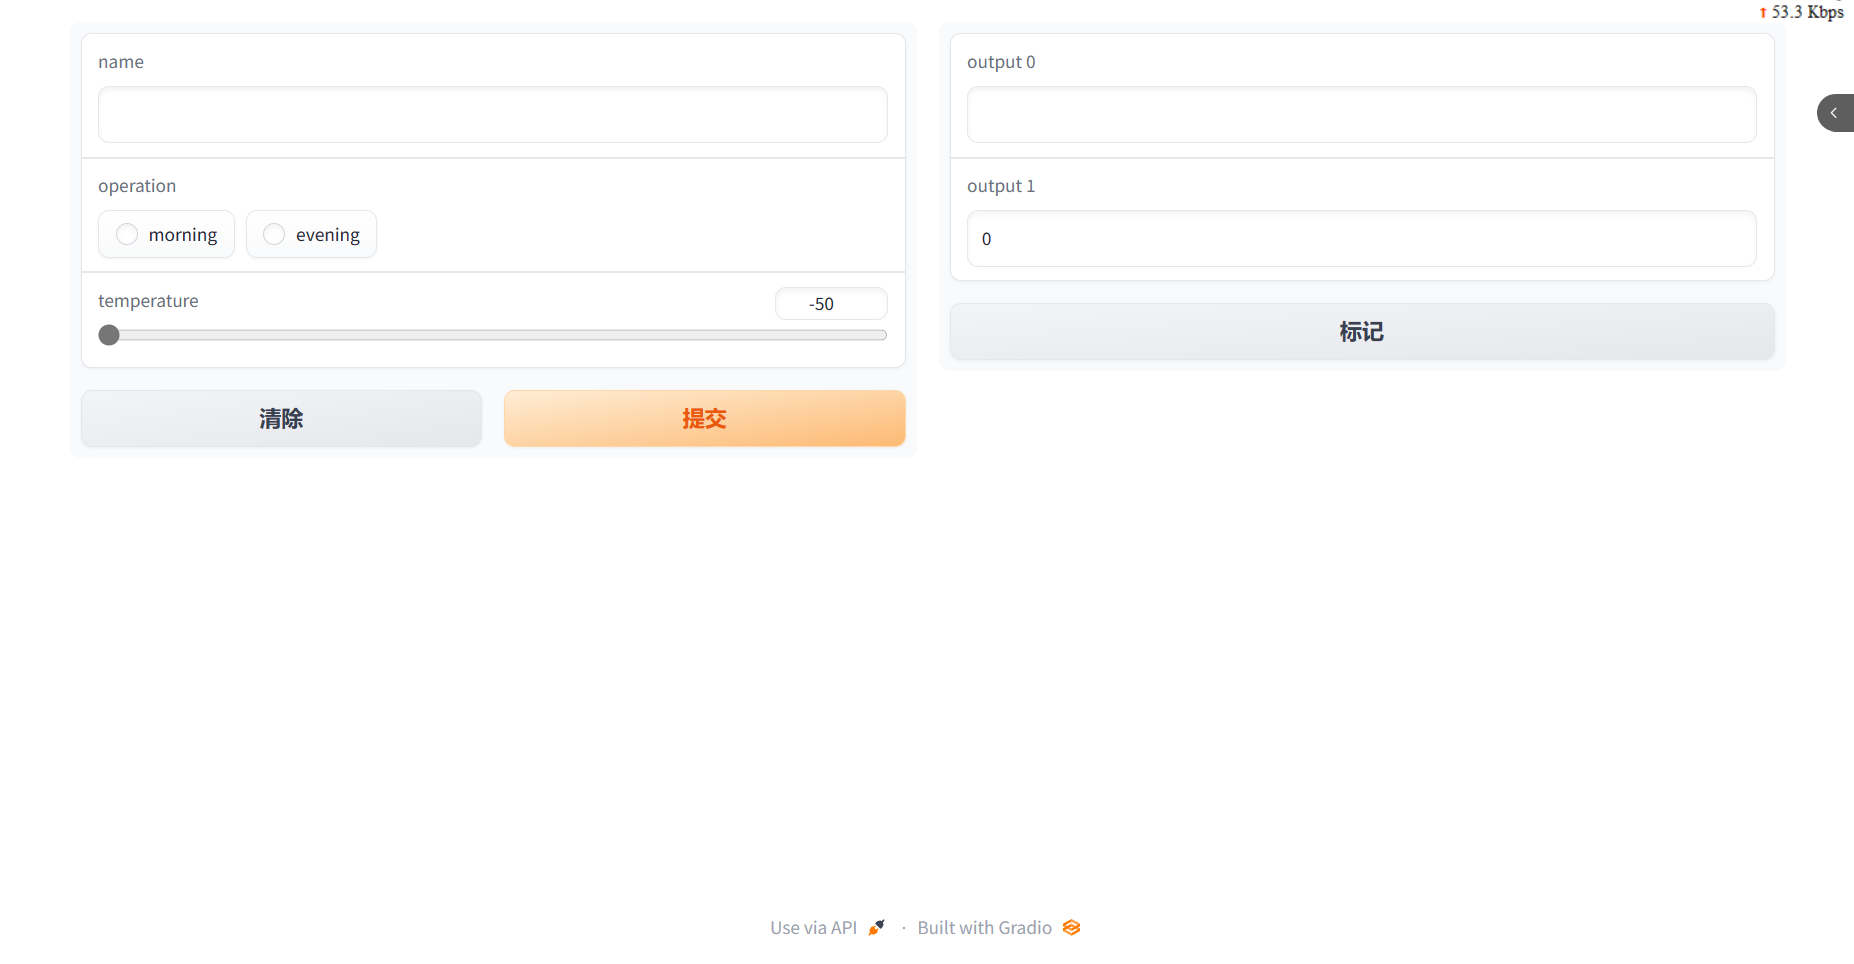 ↑ 53.3 Kbps
name
operation
morning
evening
temperature
-50
清除
提交
output 0
output 1
0
标记
Use via API · Built with Gradio